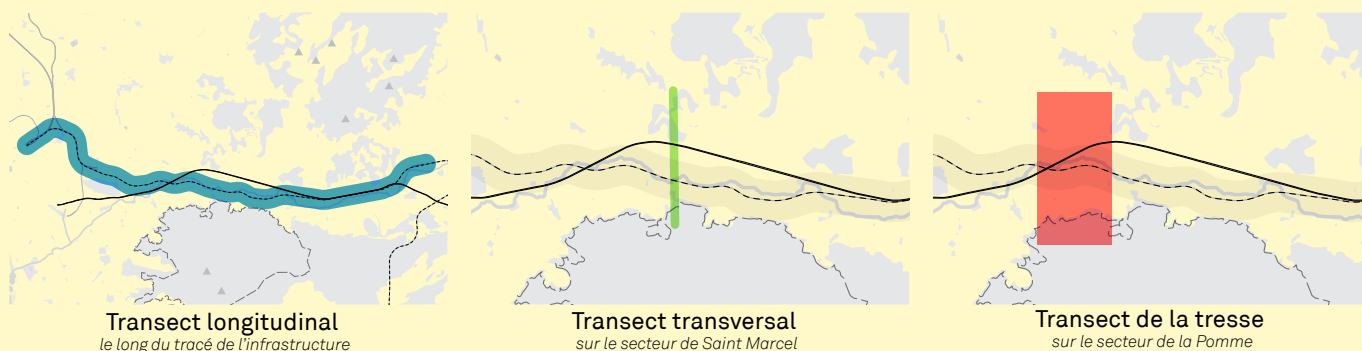 Transect longitudinal
le long du tracé de l'infrastructure
Transect transversal
sur le secteur de Saint Marcel
Transect de la tresse
sur le secteur de la Pomme